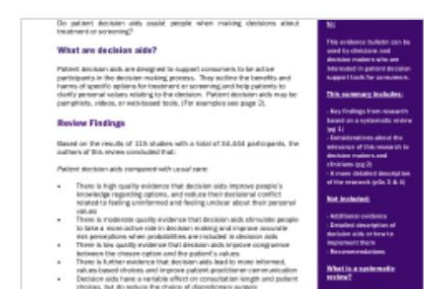 Do patient decision aids assist people when making decisions about
treatment or screening?
What are decision aids?
Patient decision aids are designed to support consumers to be active
participants in the decision making process. They outline the benefits and
harms of specific options for treatment or screening and help patients to
clarify personal values relating to the decision. Patient decision aids may be
pamphlets, videos, or web-based tools. (For examples see page 2).
Review Findings
Based on the results of 115 studies with a total of 34,444 participants, the
authors of this review concluded that:
Patient decision aids compared with usual care:
• There is high quality evidence that decision aids improve people's
knowledge regarding options, and reduce their decisional conflict
related to feeling uninformed and feeling unclear about their personal
values
• There is moderate quality evidence that decision aids stimulate people
to take a more active role in decision making and improve accurate
risk perceptions when probabilities are included in decision aids
• There is low quality evidence that decision aids improve congruence
between the chosen option and the patient's values
• There is further evidence that decision aids lead to more informed,
values-based choices and improve patient-practitioner communication
• Decision aids have a variable effect on consultation length and patient
choices, but do reduce the choice of discretionary surgery
This evidence bulletin can be
used by clinicians and
decision makers who are
interested in patient decision
support tools for consumers.
This summary includes:
- Key findings from research
based on a systematic review
(pg 1)
- Considerations about the
relevance of this research to
decision makers and
clinicians (pg 2)
- A more detailed description
of the research (pgs 3 & 4)
Not included:
- Additional evidence
- Detailed description of
decision aids or how to
implement them
- Recommendations
What is a systematic
review?